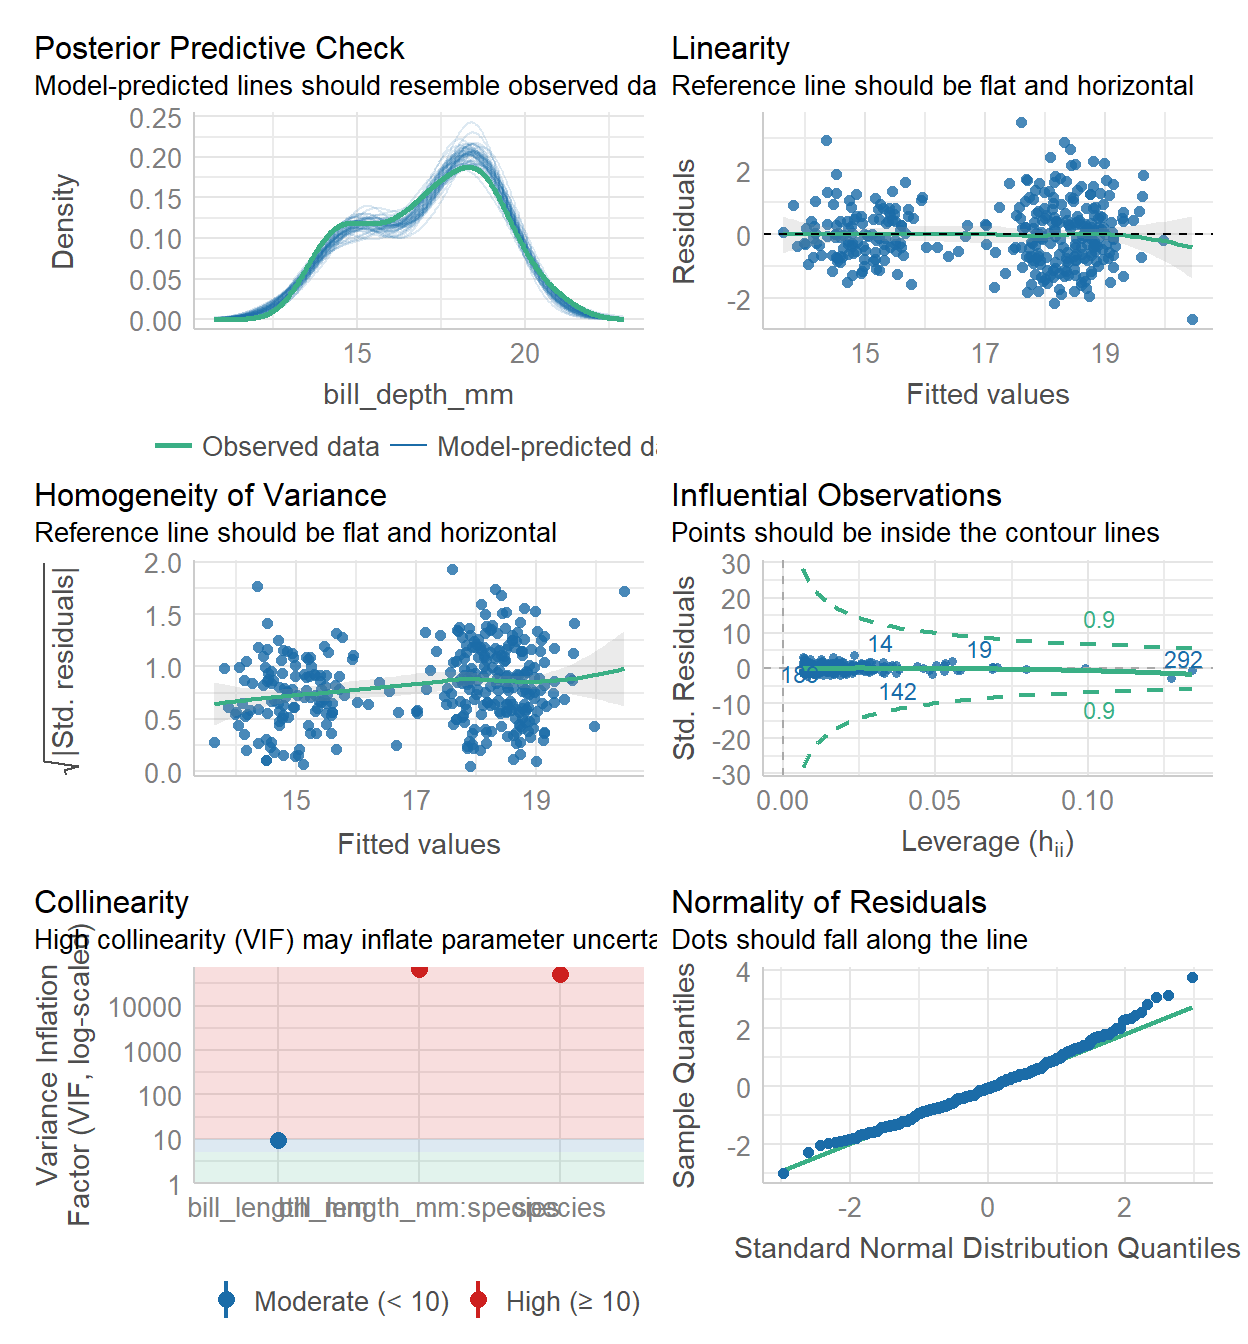 Posterior Predictive Check
Model-predicted lines should resemble observed da
0.25
0.20
0.15
0.10
0.05
0.00
Density
15 20
bill_depth_mm
Observed data Model-predicted da
Linearity
Reference line should be flat and horizontal
2
0
-2
Residuals
15 17 19
Fitted values
Homogeneity of Variance
Reference line should be flat and horizontal
2.0
1.5
1.0
0.5
0.0
√|Std. residuals|
15 17 19
Fitted values
Influential Observations
Points should be inside the contour lines
30
20
10
0
-10
-20
-30
Std. Residuals
0.9
14
19
292
142
0.9
0.00 0.05 0.10
Leverage (hii)
Collinearity
High collinearity (VIF) may inflate parameter uncerta
Variance Inflation
Factor (VIF, log-scaled)
10000
1000
100
10
1
bill_length_mm bill_length_mm:species species
Moderate (< 10) High (≥ 10)
Normality of Residuals
Dots should fall along the line
4
2
0
-2
Sample Quantiles
-2 0 2
Standard Normal Distribution Quantiles